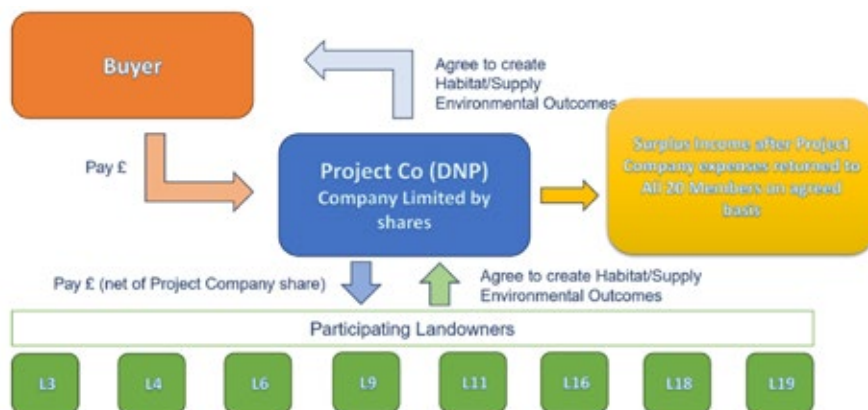 Buyer
Agree to create
Habitat/Supply
Environmental Outcomes
Pay £
Project Co (DNP)
Company Limited by
shares
Surplus Income after Project
Company expenses returned to
All 20 Members on agreed
basis
Pay £ (net of Project Company share)
Agree to create Habitat/Supply
Environmental Outcomes
Participating Landowners
L3 L4 L6 L9 L11 L16 L18 L19